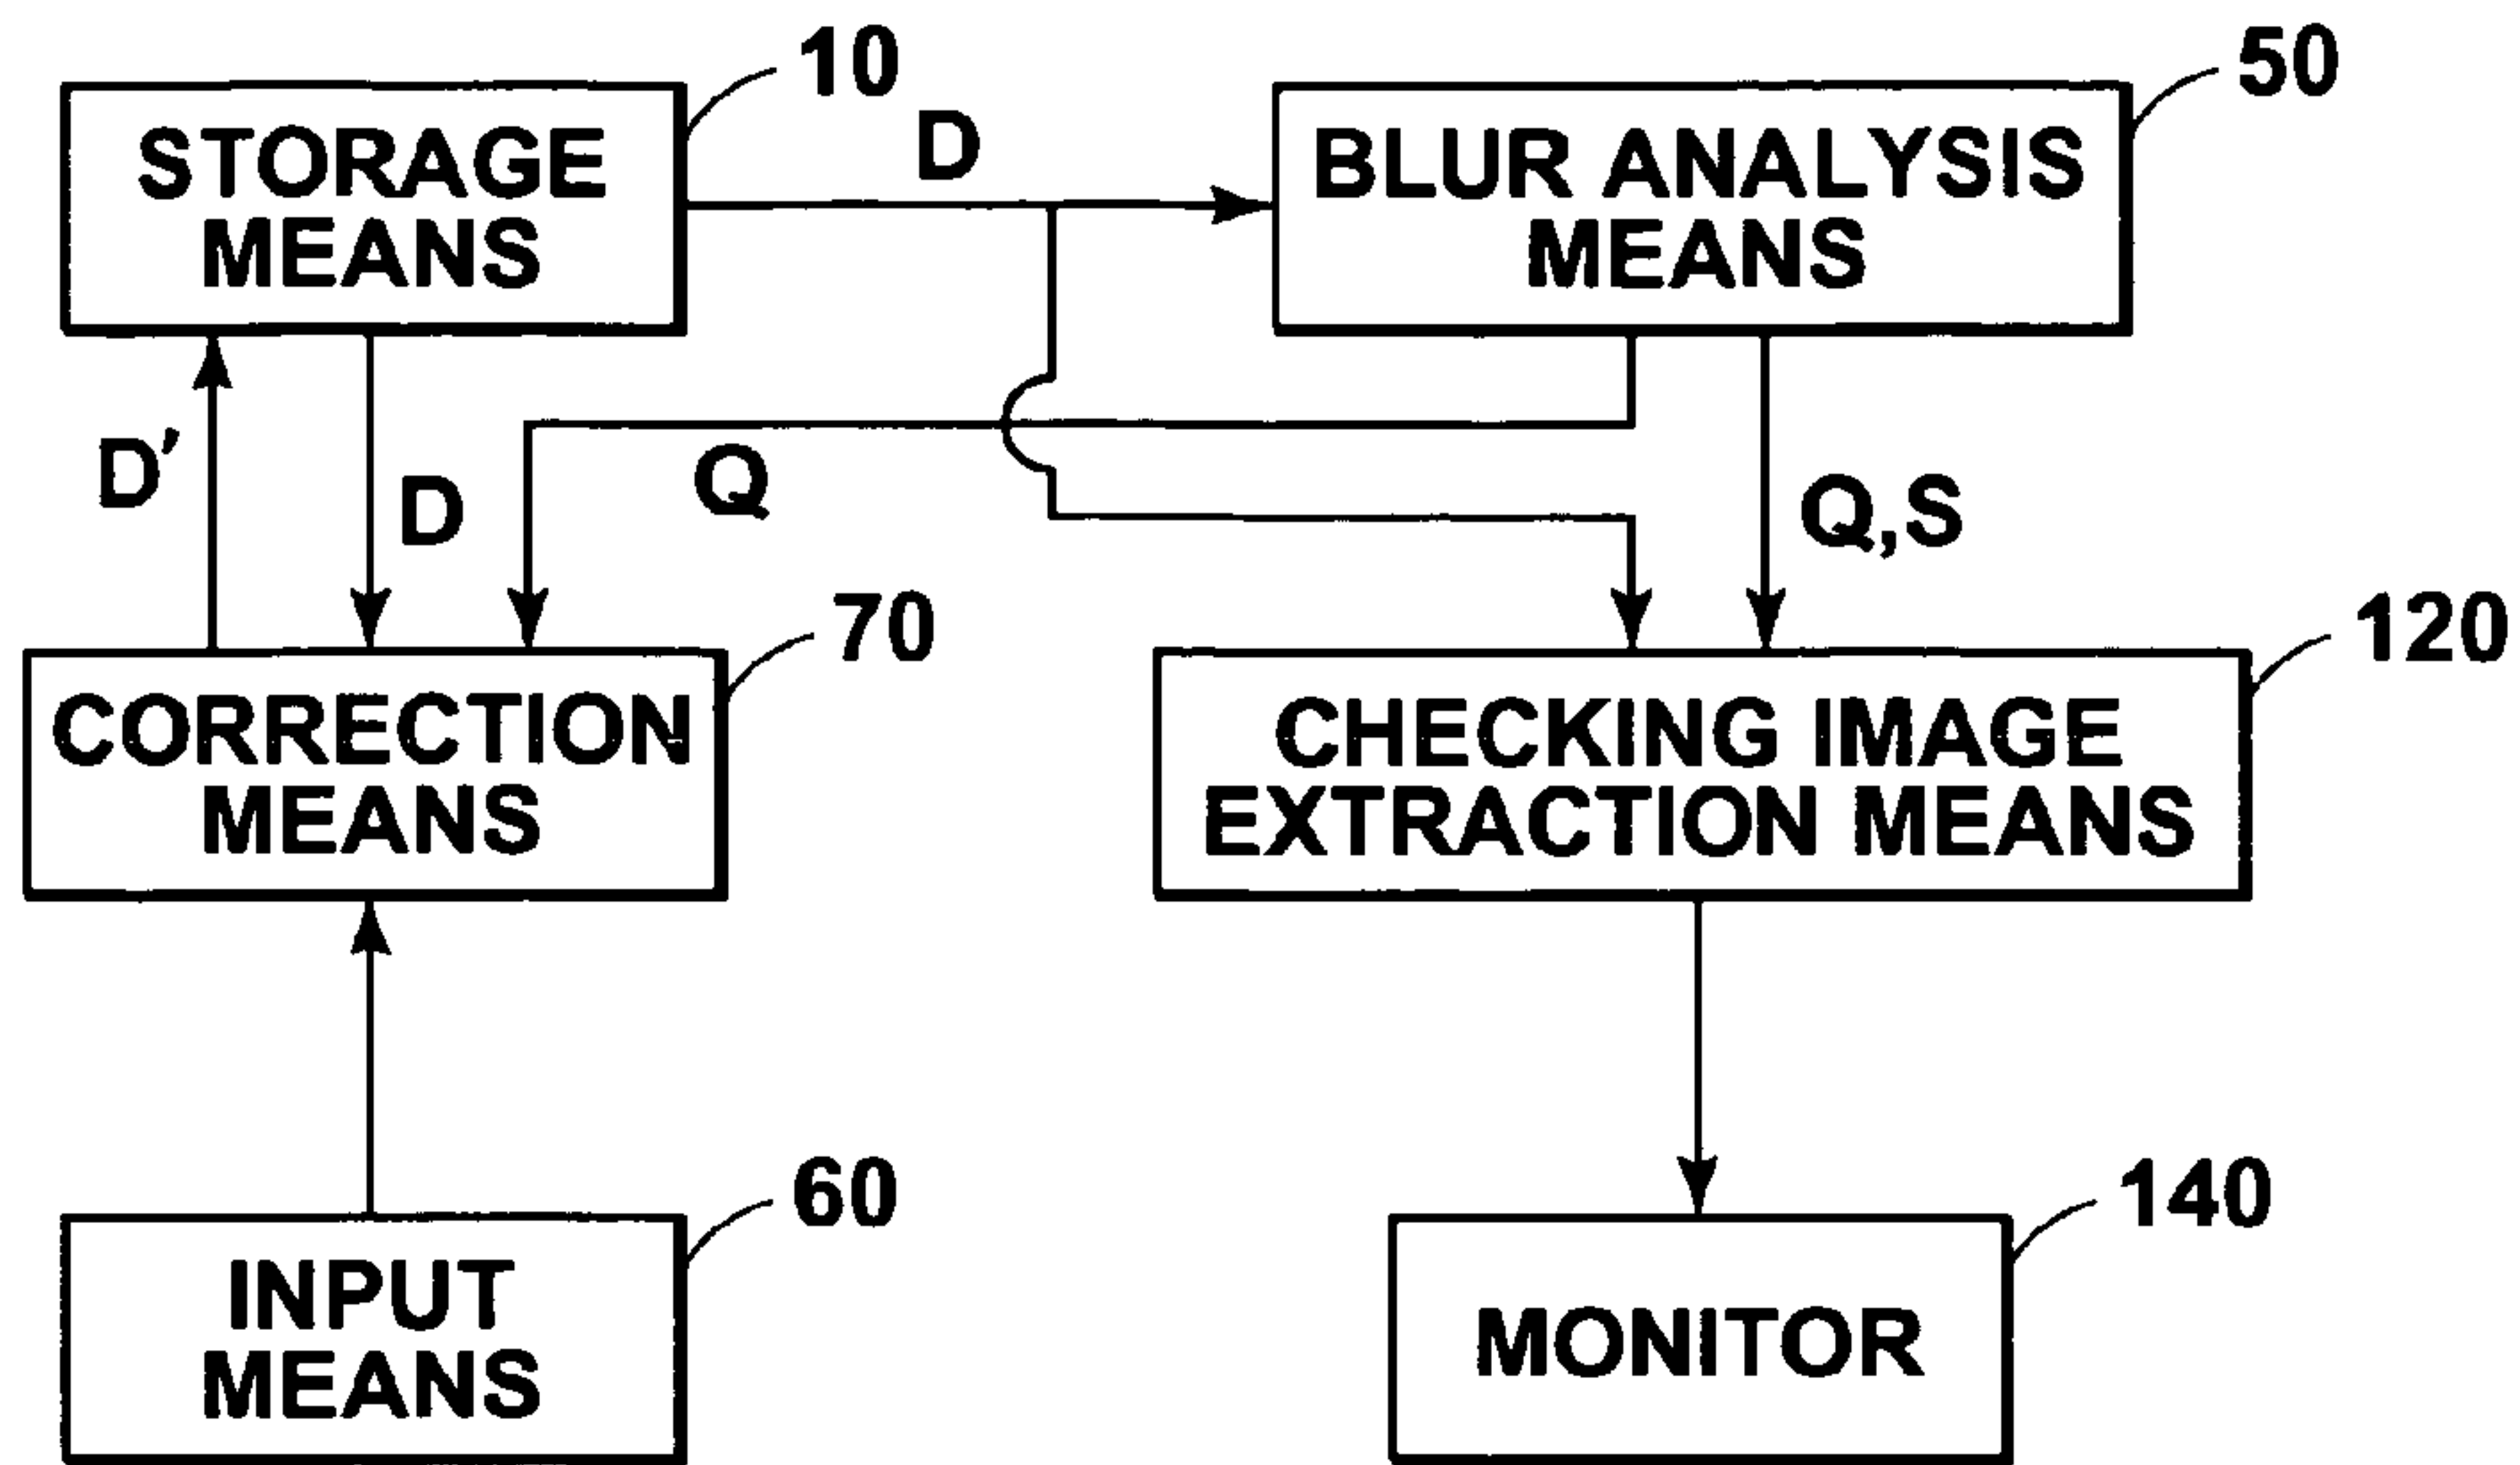 10
STORAGE
MEANS
D
50
BLUR ANALYSIS
MEANS
D'
D
Q
Q,S
70
CORRECTION
MEANS
120
CHECKING IMAGE
EXTRACTION MEANS
60
INPUT
MEANS
140
MONITOR